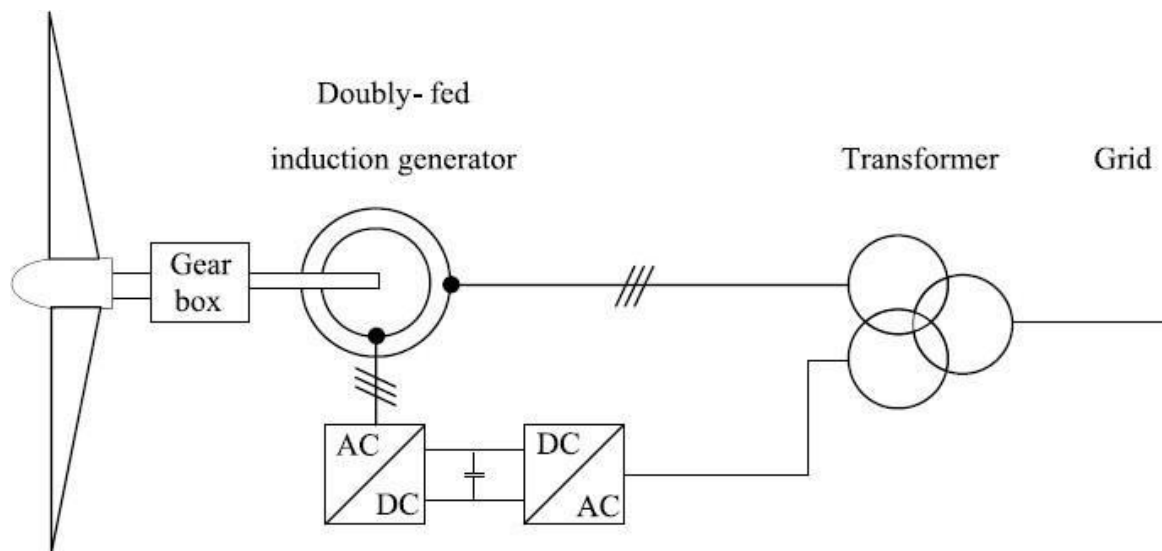 Doubly- fed
induction generator
Transformer
Grid
Gear
box
AC
DC
DC
AC